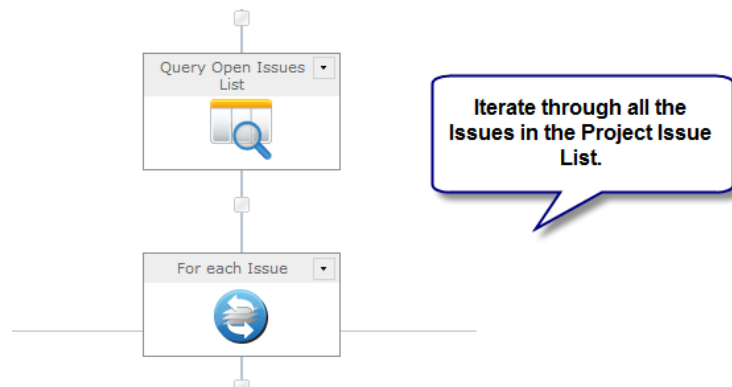 Query Open Issues
List
Iterate through all the
Issues in the Project Issue
List.
For each Issue